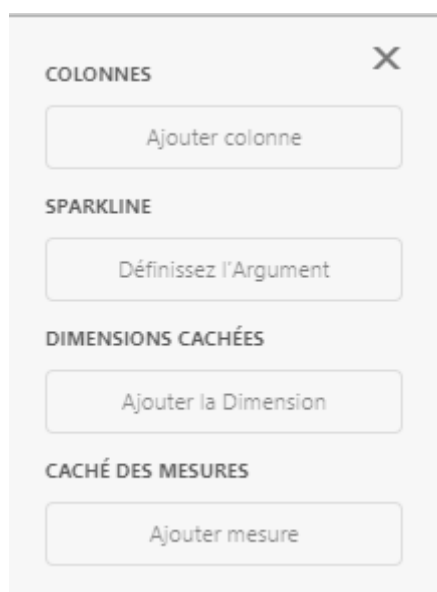 COLONNES
Ajouter colonne
SPARKLINE
Définissez l'Argument
DIMENSIONS CACHÉES
Ajouter la Dimension
CACHÉ DES MESURES
Ajouter mesure